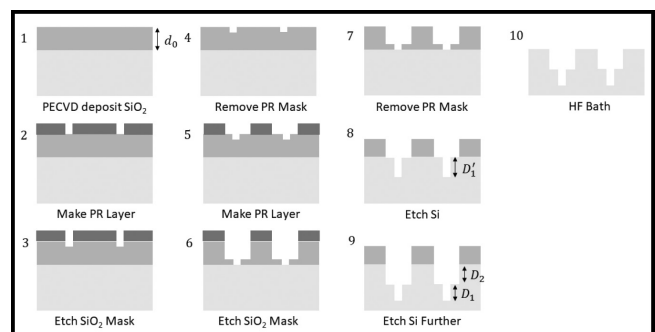 1
d₀
PECVD deposit SiO₂
2
Make PR Layer
3
Etch SiO₂ Mask
4
Remove PR Mask
5
Make PR Layer
6
Etch SiO₂ Mask
7
Remove PR Mask
8
D₁′
Etch Si
9
D₂
D₁
Etch Si Further
10
HF Bath